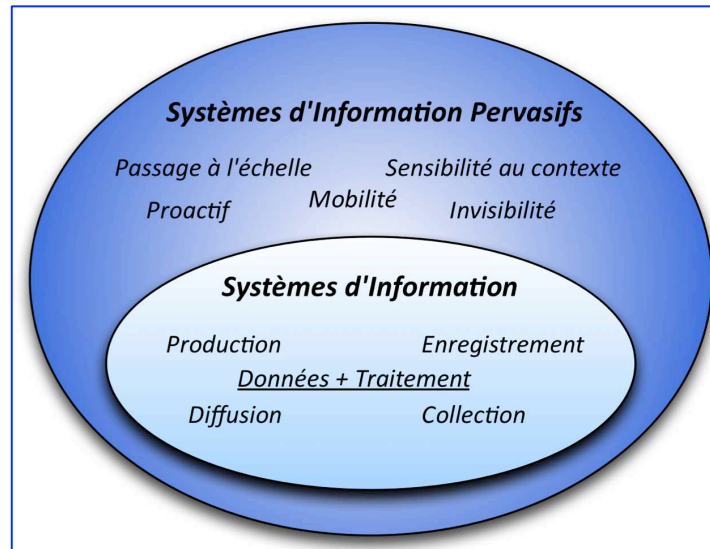 Systèmes d'Information Pervasifs
Passage à l'échelle Sensibilité au contexte
Mobilité
Proactif Invisibilité
Systèmes d'Information
Production Enregistrement
Données + Traitement
Diffusion Collection